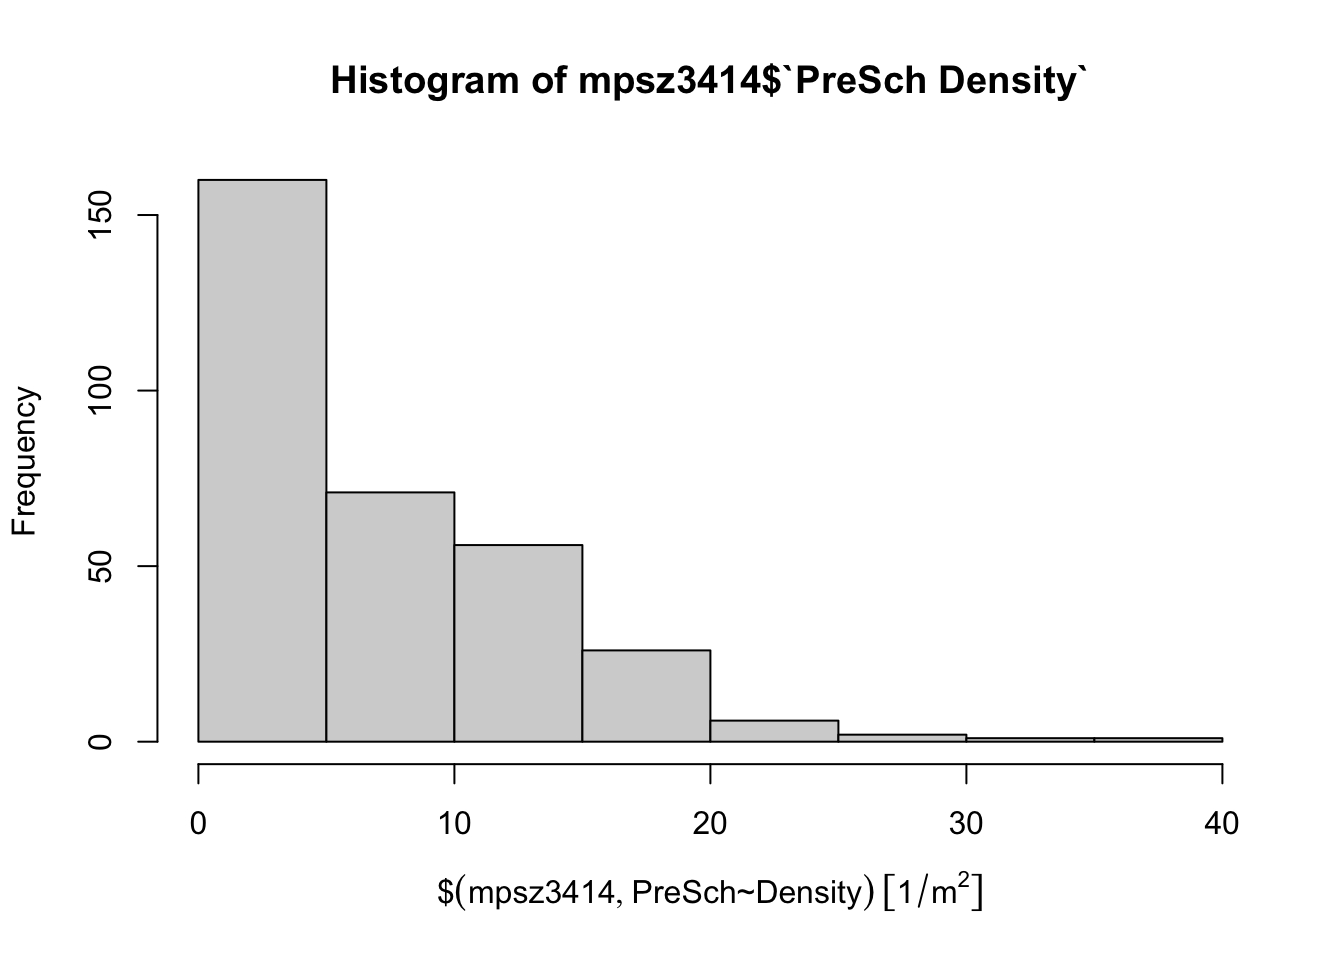 Histogram of mpsz3414$`PreSch Density`
Frequency
150
100
50
0
0 10 20 30 40
$(mpsz3414, PreSch~Density) [1/m²]